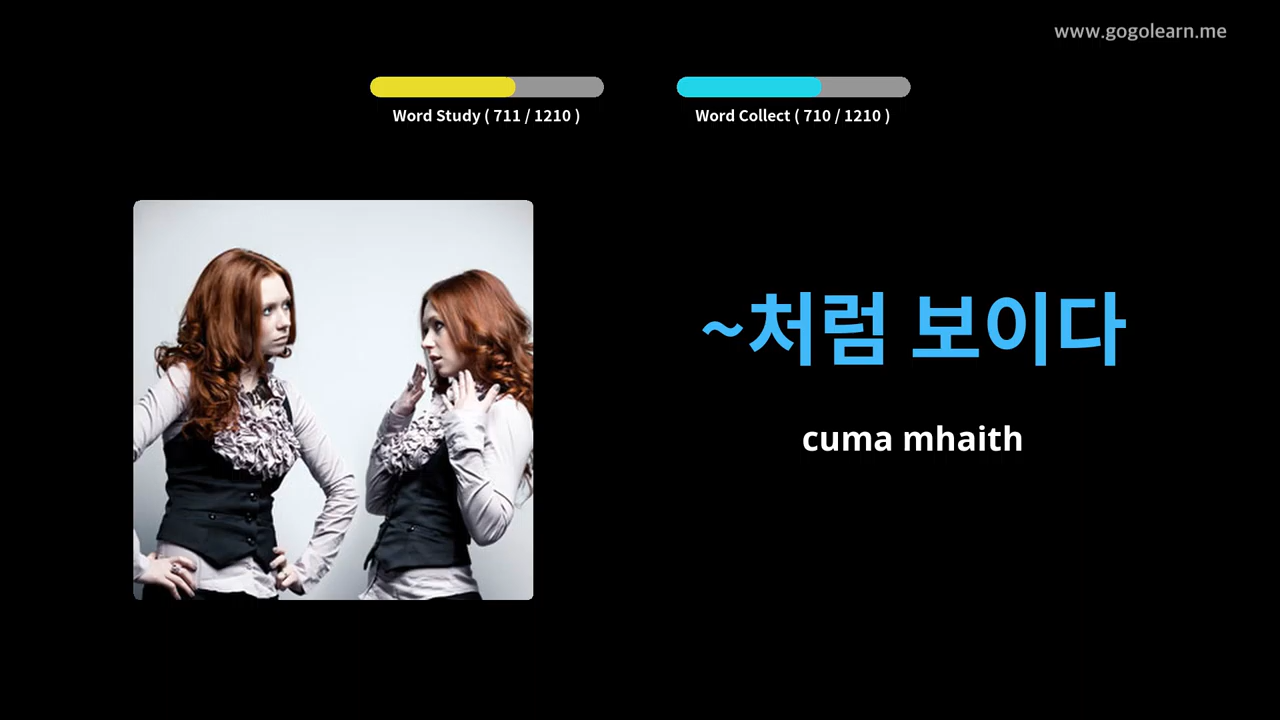 www.gogolearn.me
Word Study ( 711 / 1210 )
Word Collect ( 710 / 1210 )
~처럼 보이다
cuma mhaith